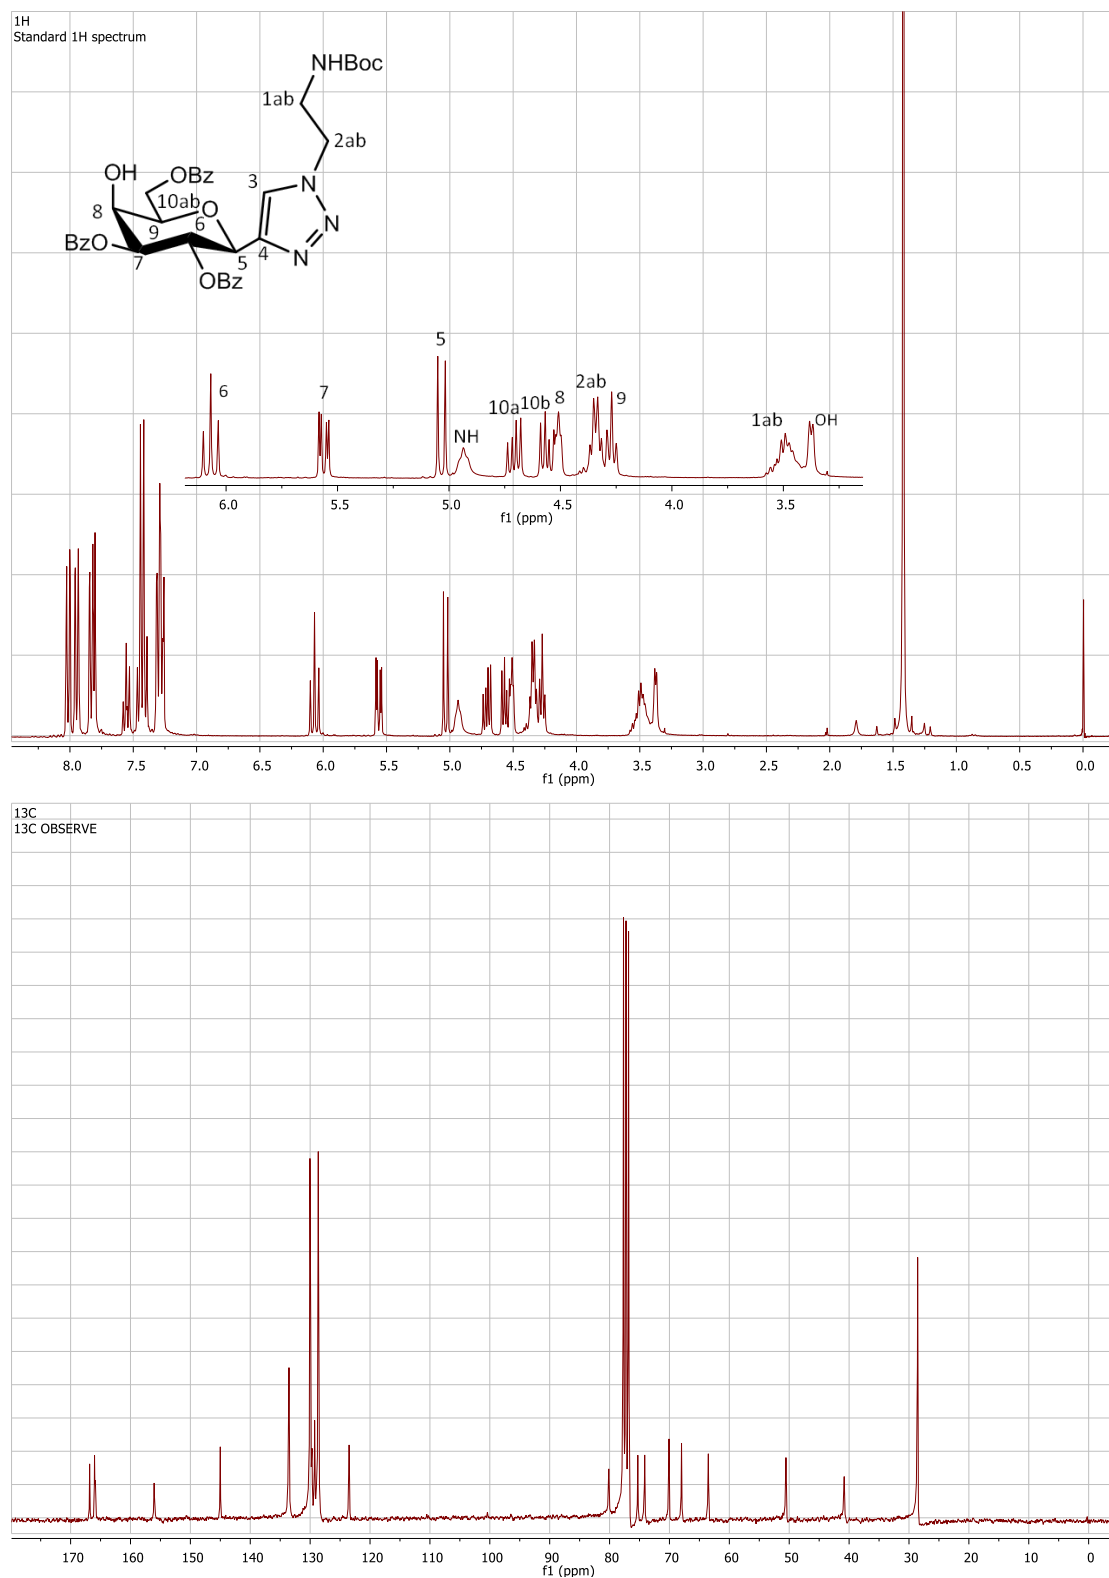 1H
Standard 1H spectrum
NHBoc
1ab
2ab
OH
OBz
3
N
10ab
O
8
9
6
N
BzO
7
5
4
N
OBz
5
6
7
NH
10a
10b
8
2ab
9
1ab
OH
6.0 5.5 5.0 4.5 4.0 3.5
f1 (ppm)
8.0 7.5 7.0 6.5 6.0 5.5 5.0 4.5 4.0 3.5 3.0 2.5 2.0 1.5 1.0 0.5 0.0
f1 (ppm)
13C
13C OBSERVE
170 160 150 140 130 120 110 100 90 80 70 60 50 40 30 20 10 0
f1 (ppm)